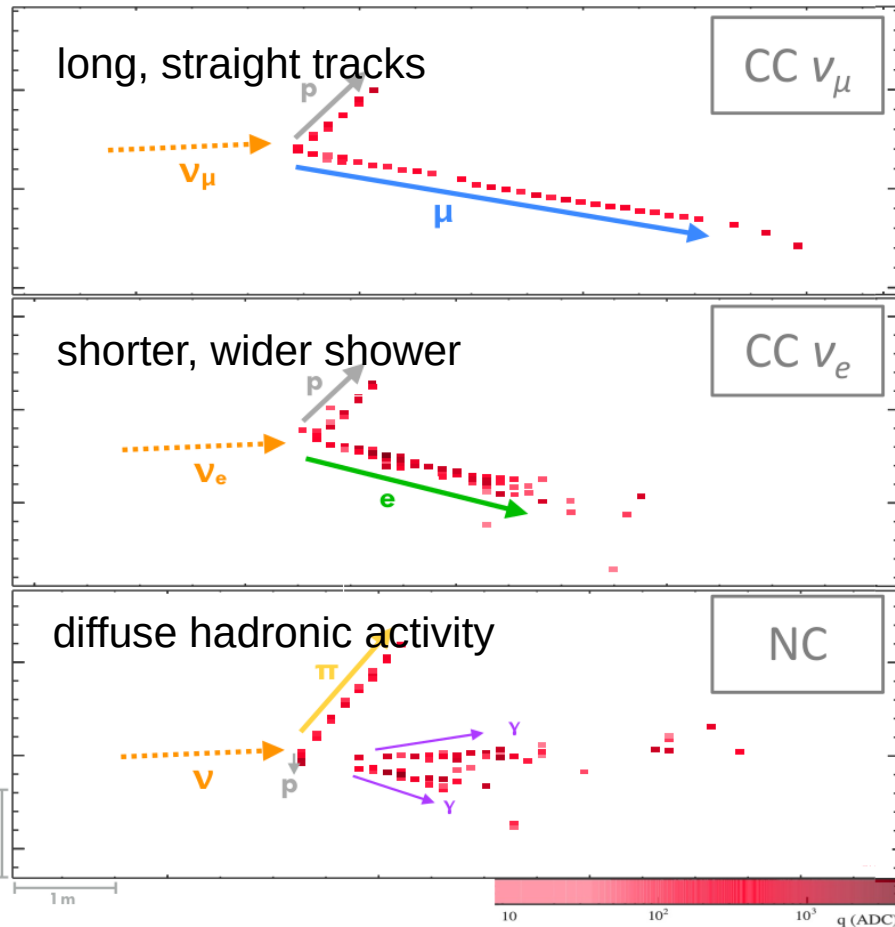 long, straight tracks
CC νμ
p
νμ
μ
shorter, wider shower
CC νe
p
νe
e
diffuse hadronic activity
NC
π
γ
ν
p
γ
1 m
10 10² 10³ q (ADC)